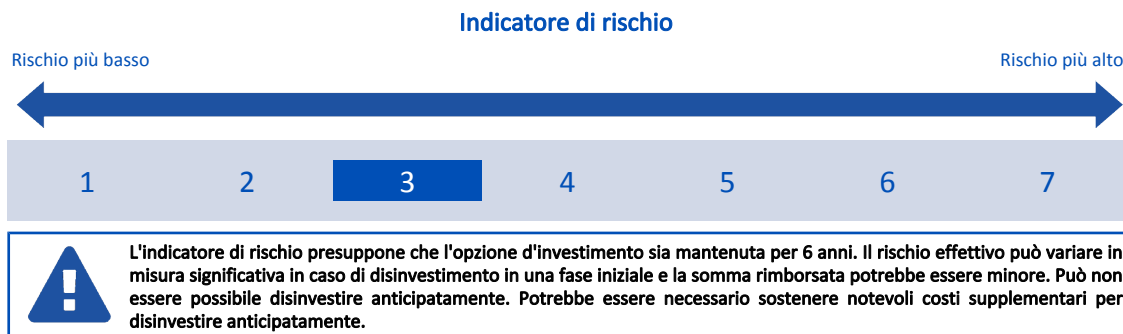 Indicatore di rischio
Rischio più basso Rischio più alto
1 2 3 4 5 6 7
L'indicatore di rischio presuppone che l'opzione d'investimento sia mantenuta per 6 anni. Il rischio effettivo può variare in
misura significativa in caso di disinvestimento in una fase iniziale e la somma rimborsata potrebbe essere minore. Può non
essere possibile disinvestire anticipatamente. Potrebbe essere necessario sostenere notevoli costi supplementari per
disinvestire anticipatamente.